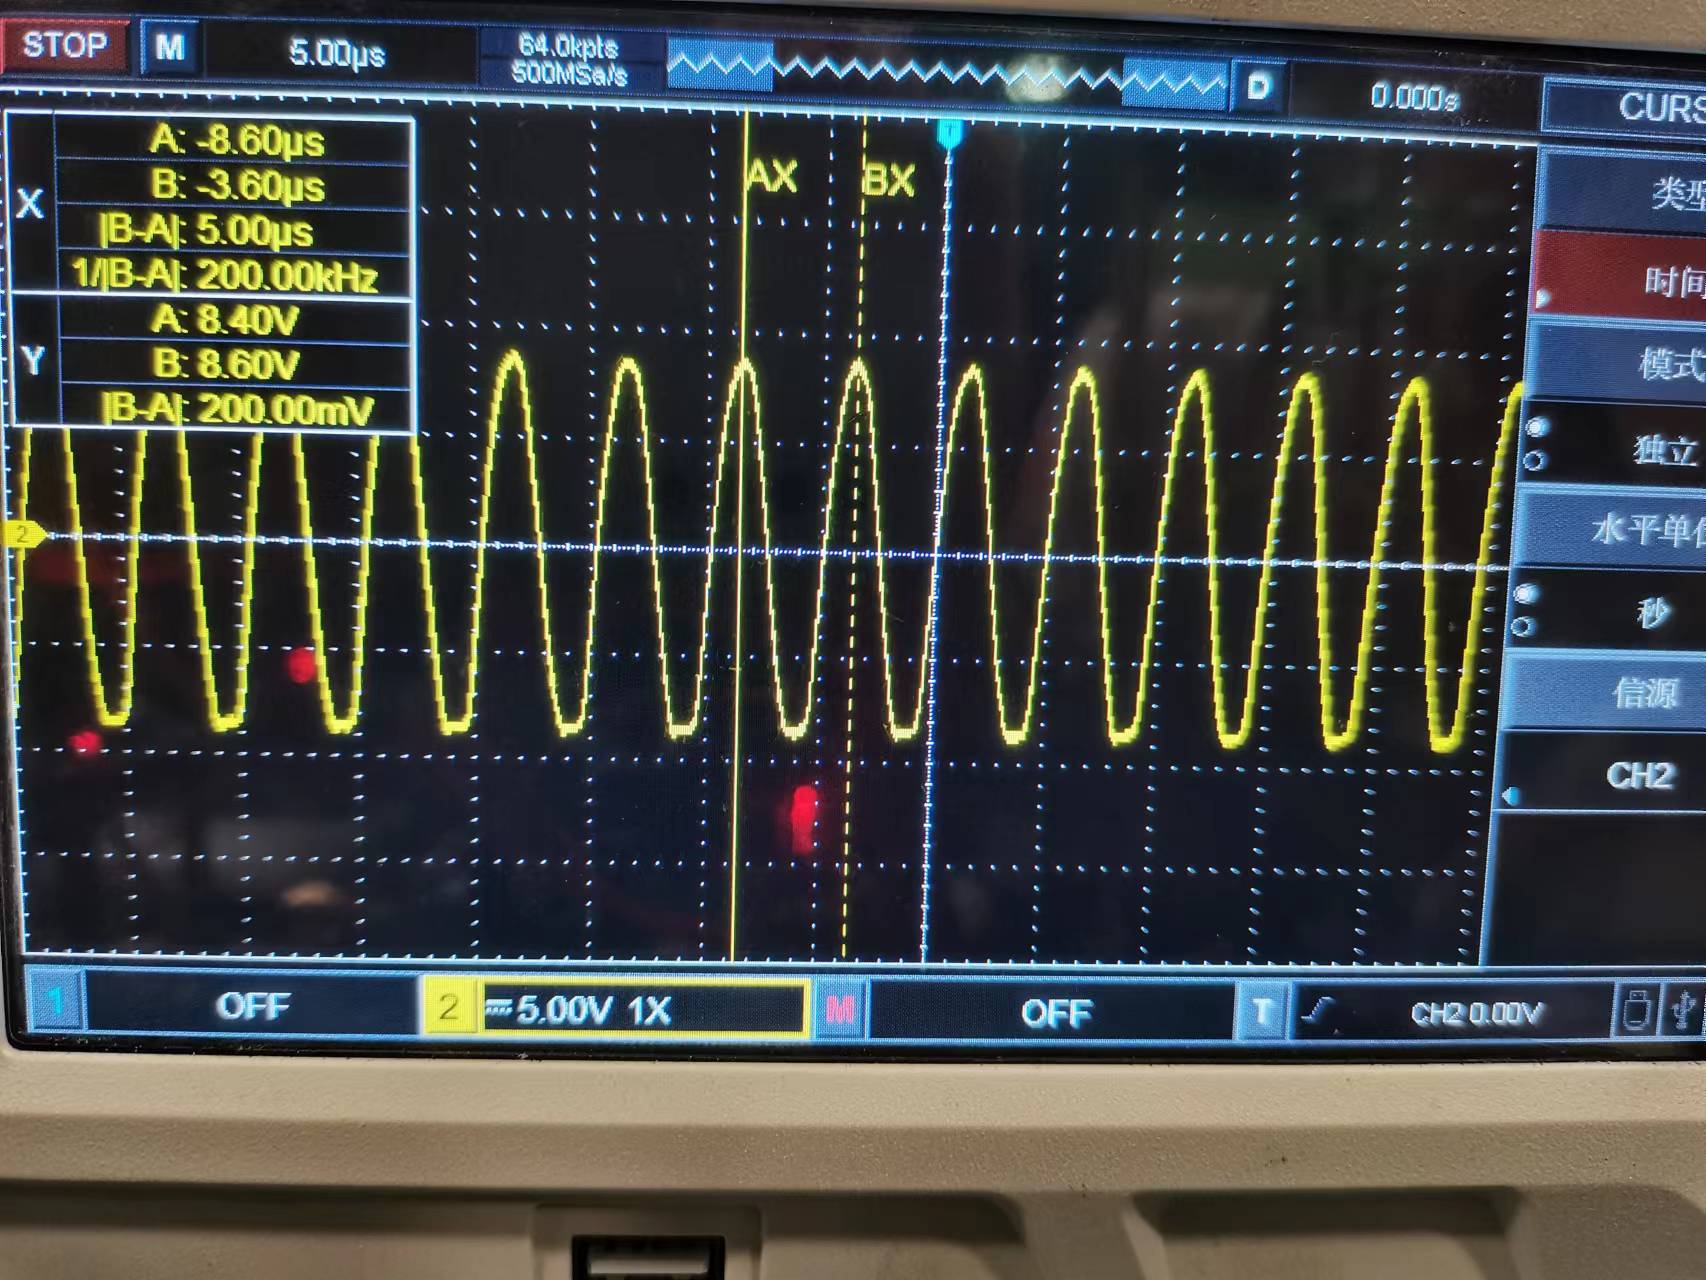 STOP M 5.00µs 64.0kpts D 0.000s
500MSa/s
CURS
X
A: -8.60µs
B: -3.60µs
|B-A|: 5.00µs
1/|B-A|: 200.00kHz
Y
A: 8.40V
B: 8.60V
|B-A|: 200.00mV
AX BX
T
2
类型
时间
模式
独立
水平单位
秒
信源
CH2
1 OFF 2 5.00V 1X M OFF T CH2 0.00V